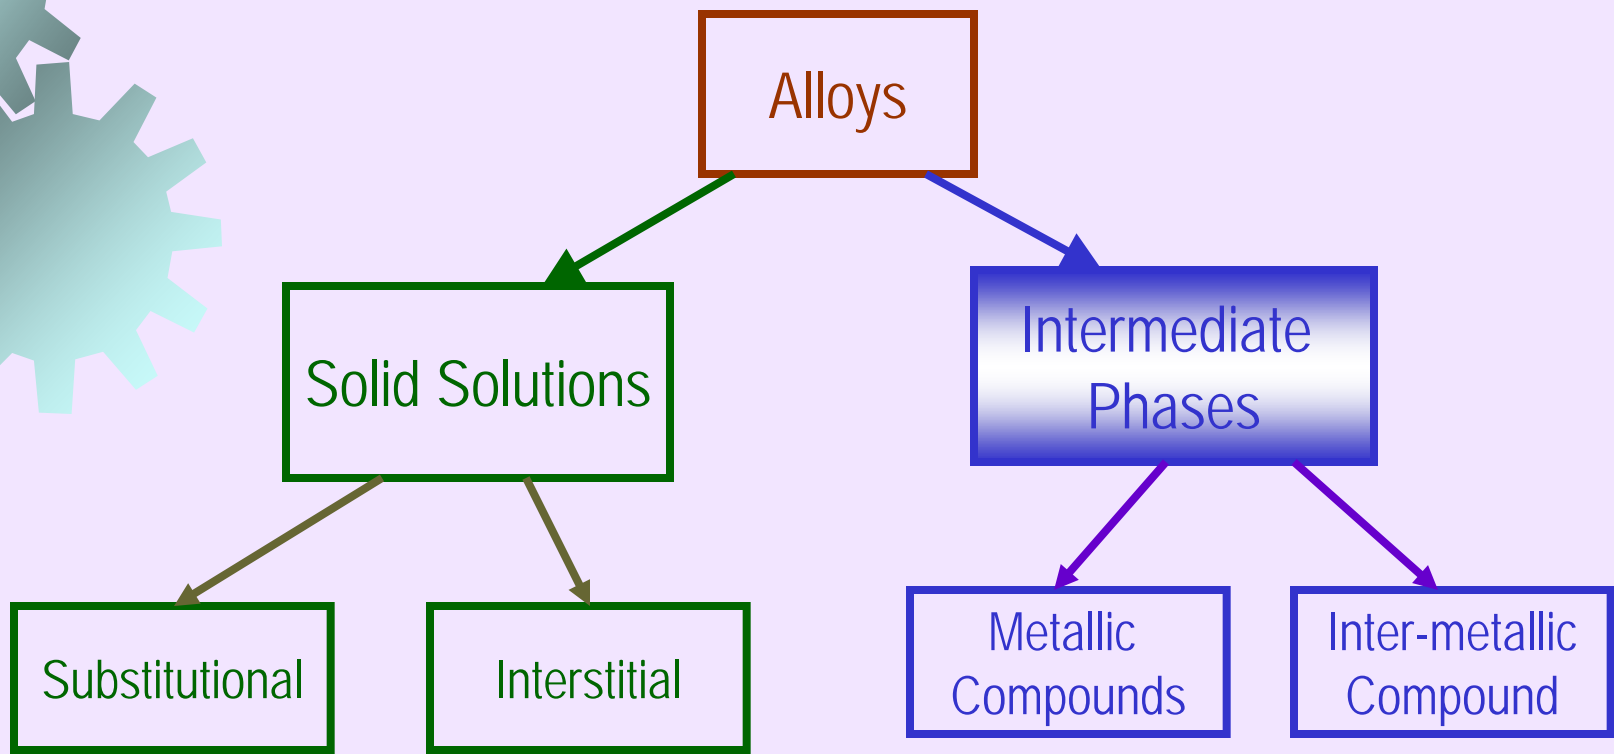 Alloys
Solid Solutions
Intermediate
Phases
Substitutional
Interstitial
Metallic
Compounds
Inter-metallic
Compound